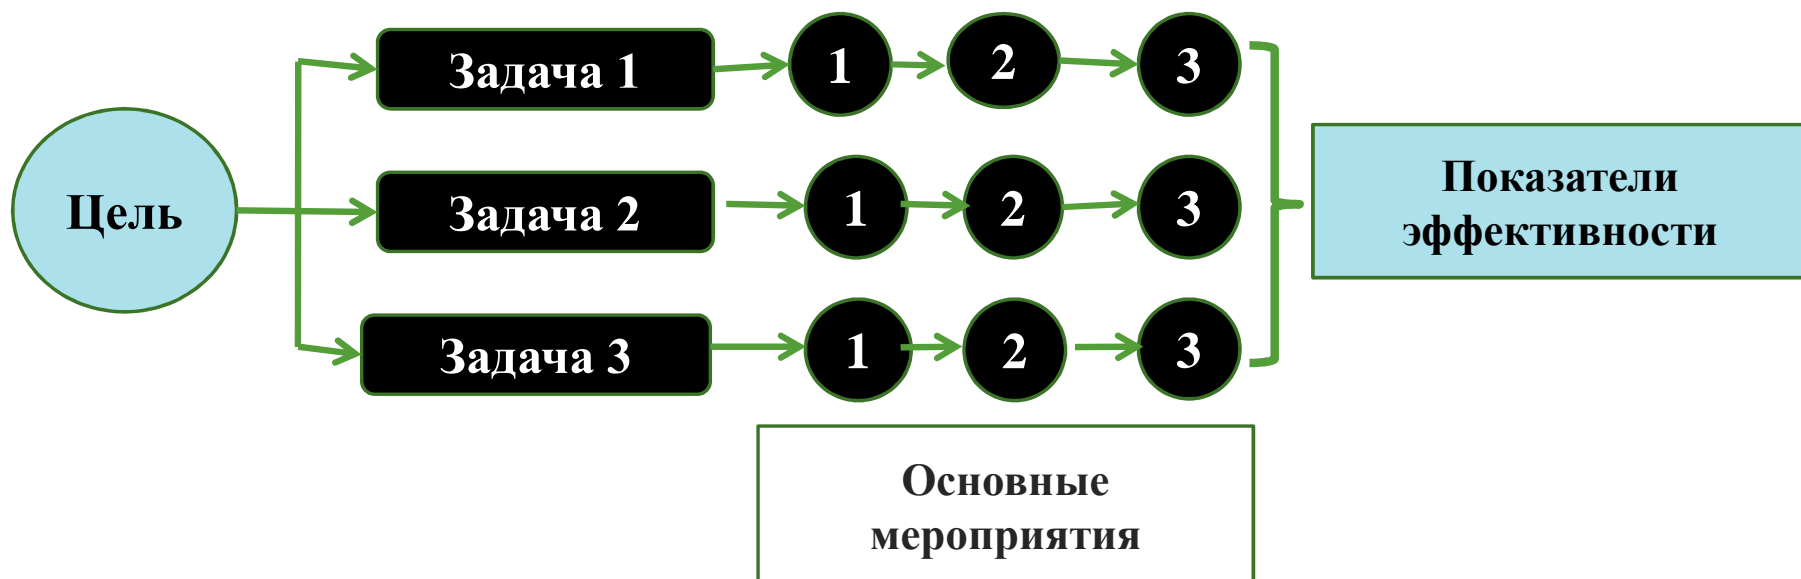 Цель
Задача 1
1
2
3
Задача 2
1
2
3
Задача 3
1
2
3
Показатели
эффективности
Основные
мероприятия